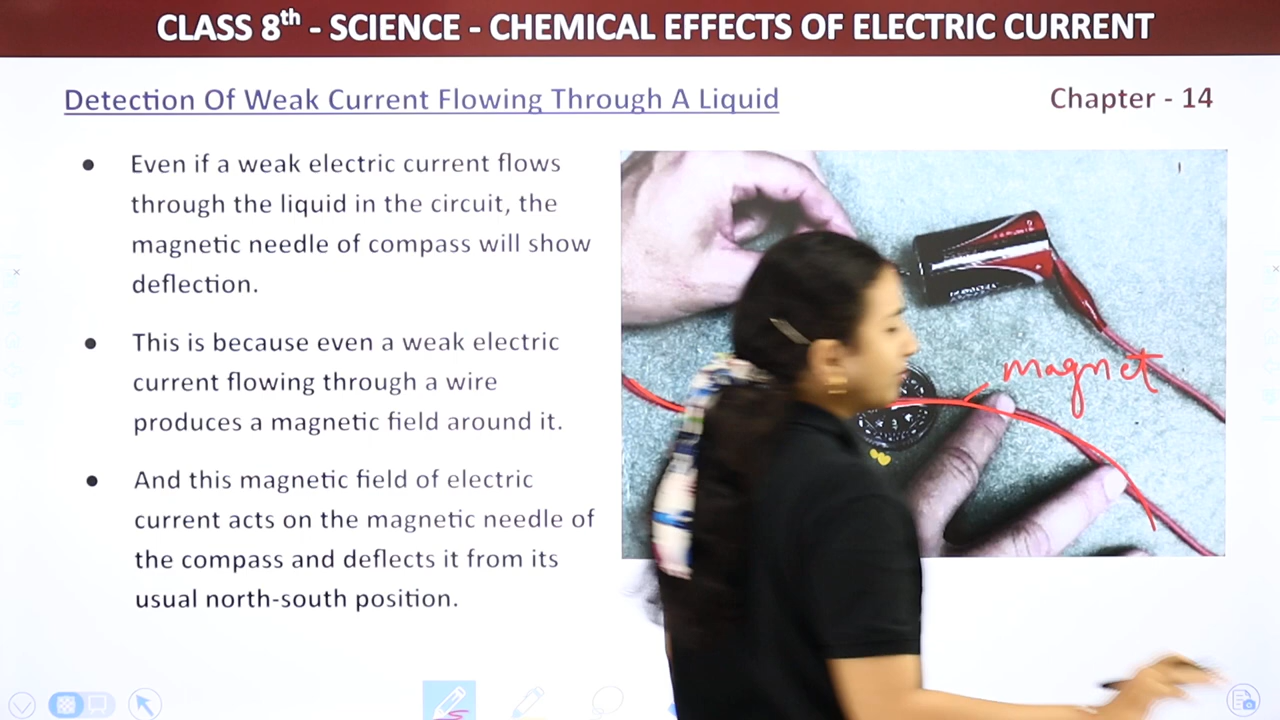 CLASS 8th - SCIENCE - CHEMICAL EFFECTS OF ELECTRIC CURRENT
Detection Of Weak Current Flowing Through A Liquid
Chapter - 14
● Even if a weak electric current flows
through the liquid in the circuit, the
magnetic needle of compass will show
deflection.
● This is because even a weak electric
current flowing through a wire
produces a magnetic field around it.
● And this magnetic field of electric
current acts on the magnetic needle of
the compass and deflects it from its
usual north-south position.
magnet